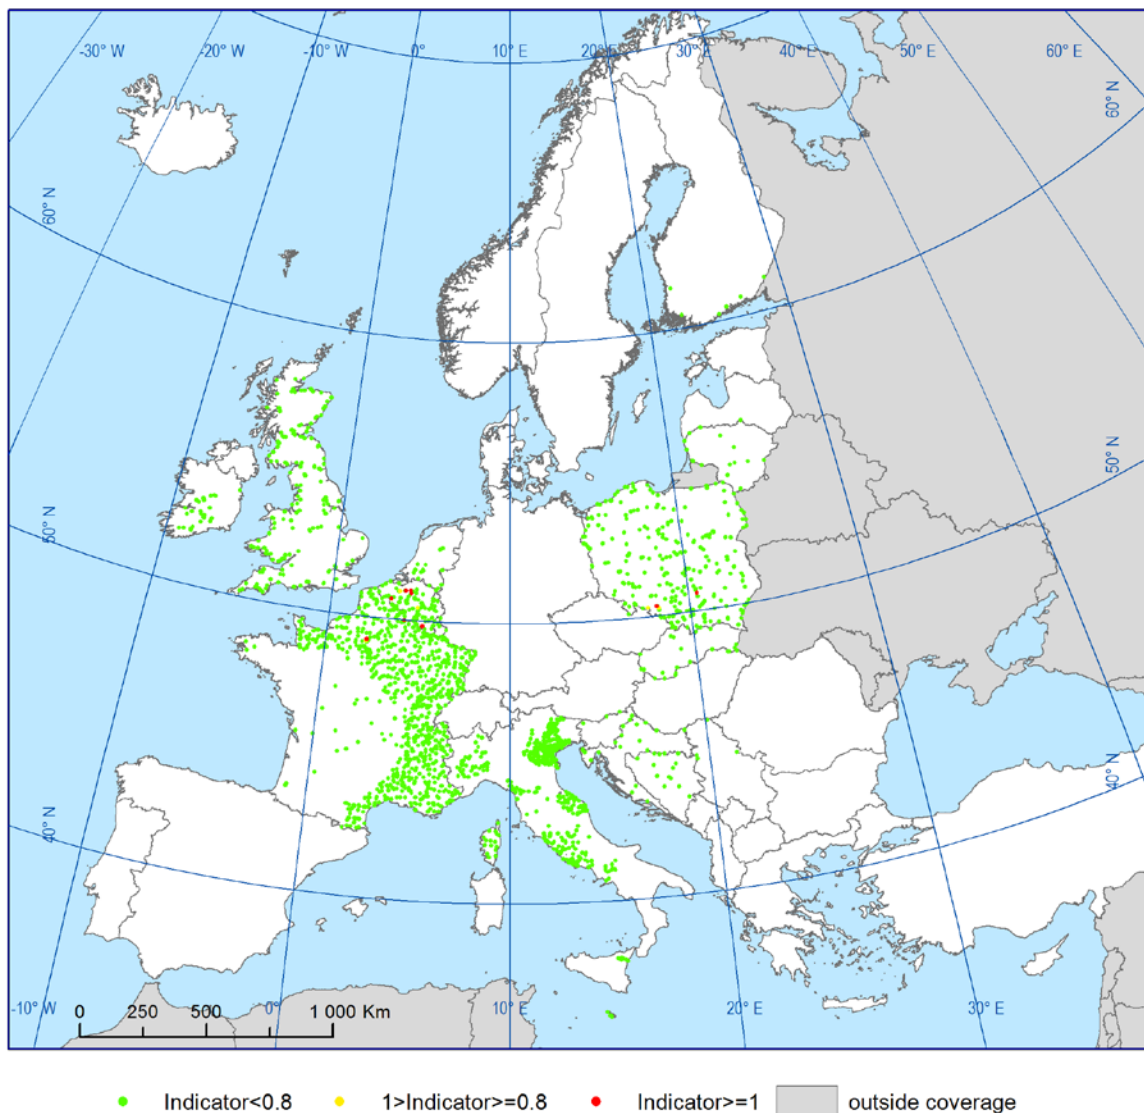 -30° W -20° W -10° W 0° 10° E 20° E 30° E 40° E 50° E 60° E
60° N
60° N
50° N
50° N
40° N
40° N
-10° W 0° 10° E 20° E 30° E
0 250 500 1 000 Km
Indicator<0.8 1>Indicator>=0.8 Indicator>=1 outside coverage